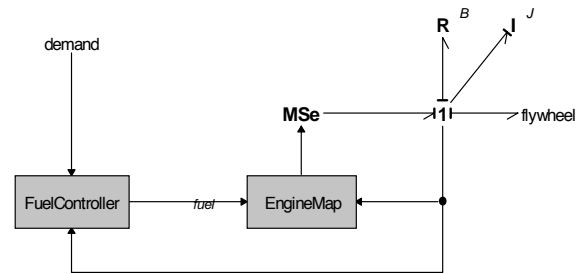 B
J
R
I
demand
MSe
1
flywheel
FuelController
fuel
EngineMap